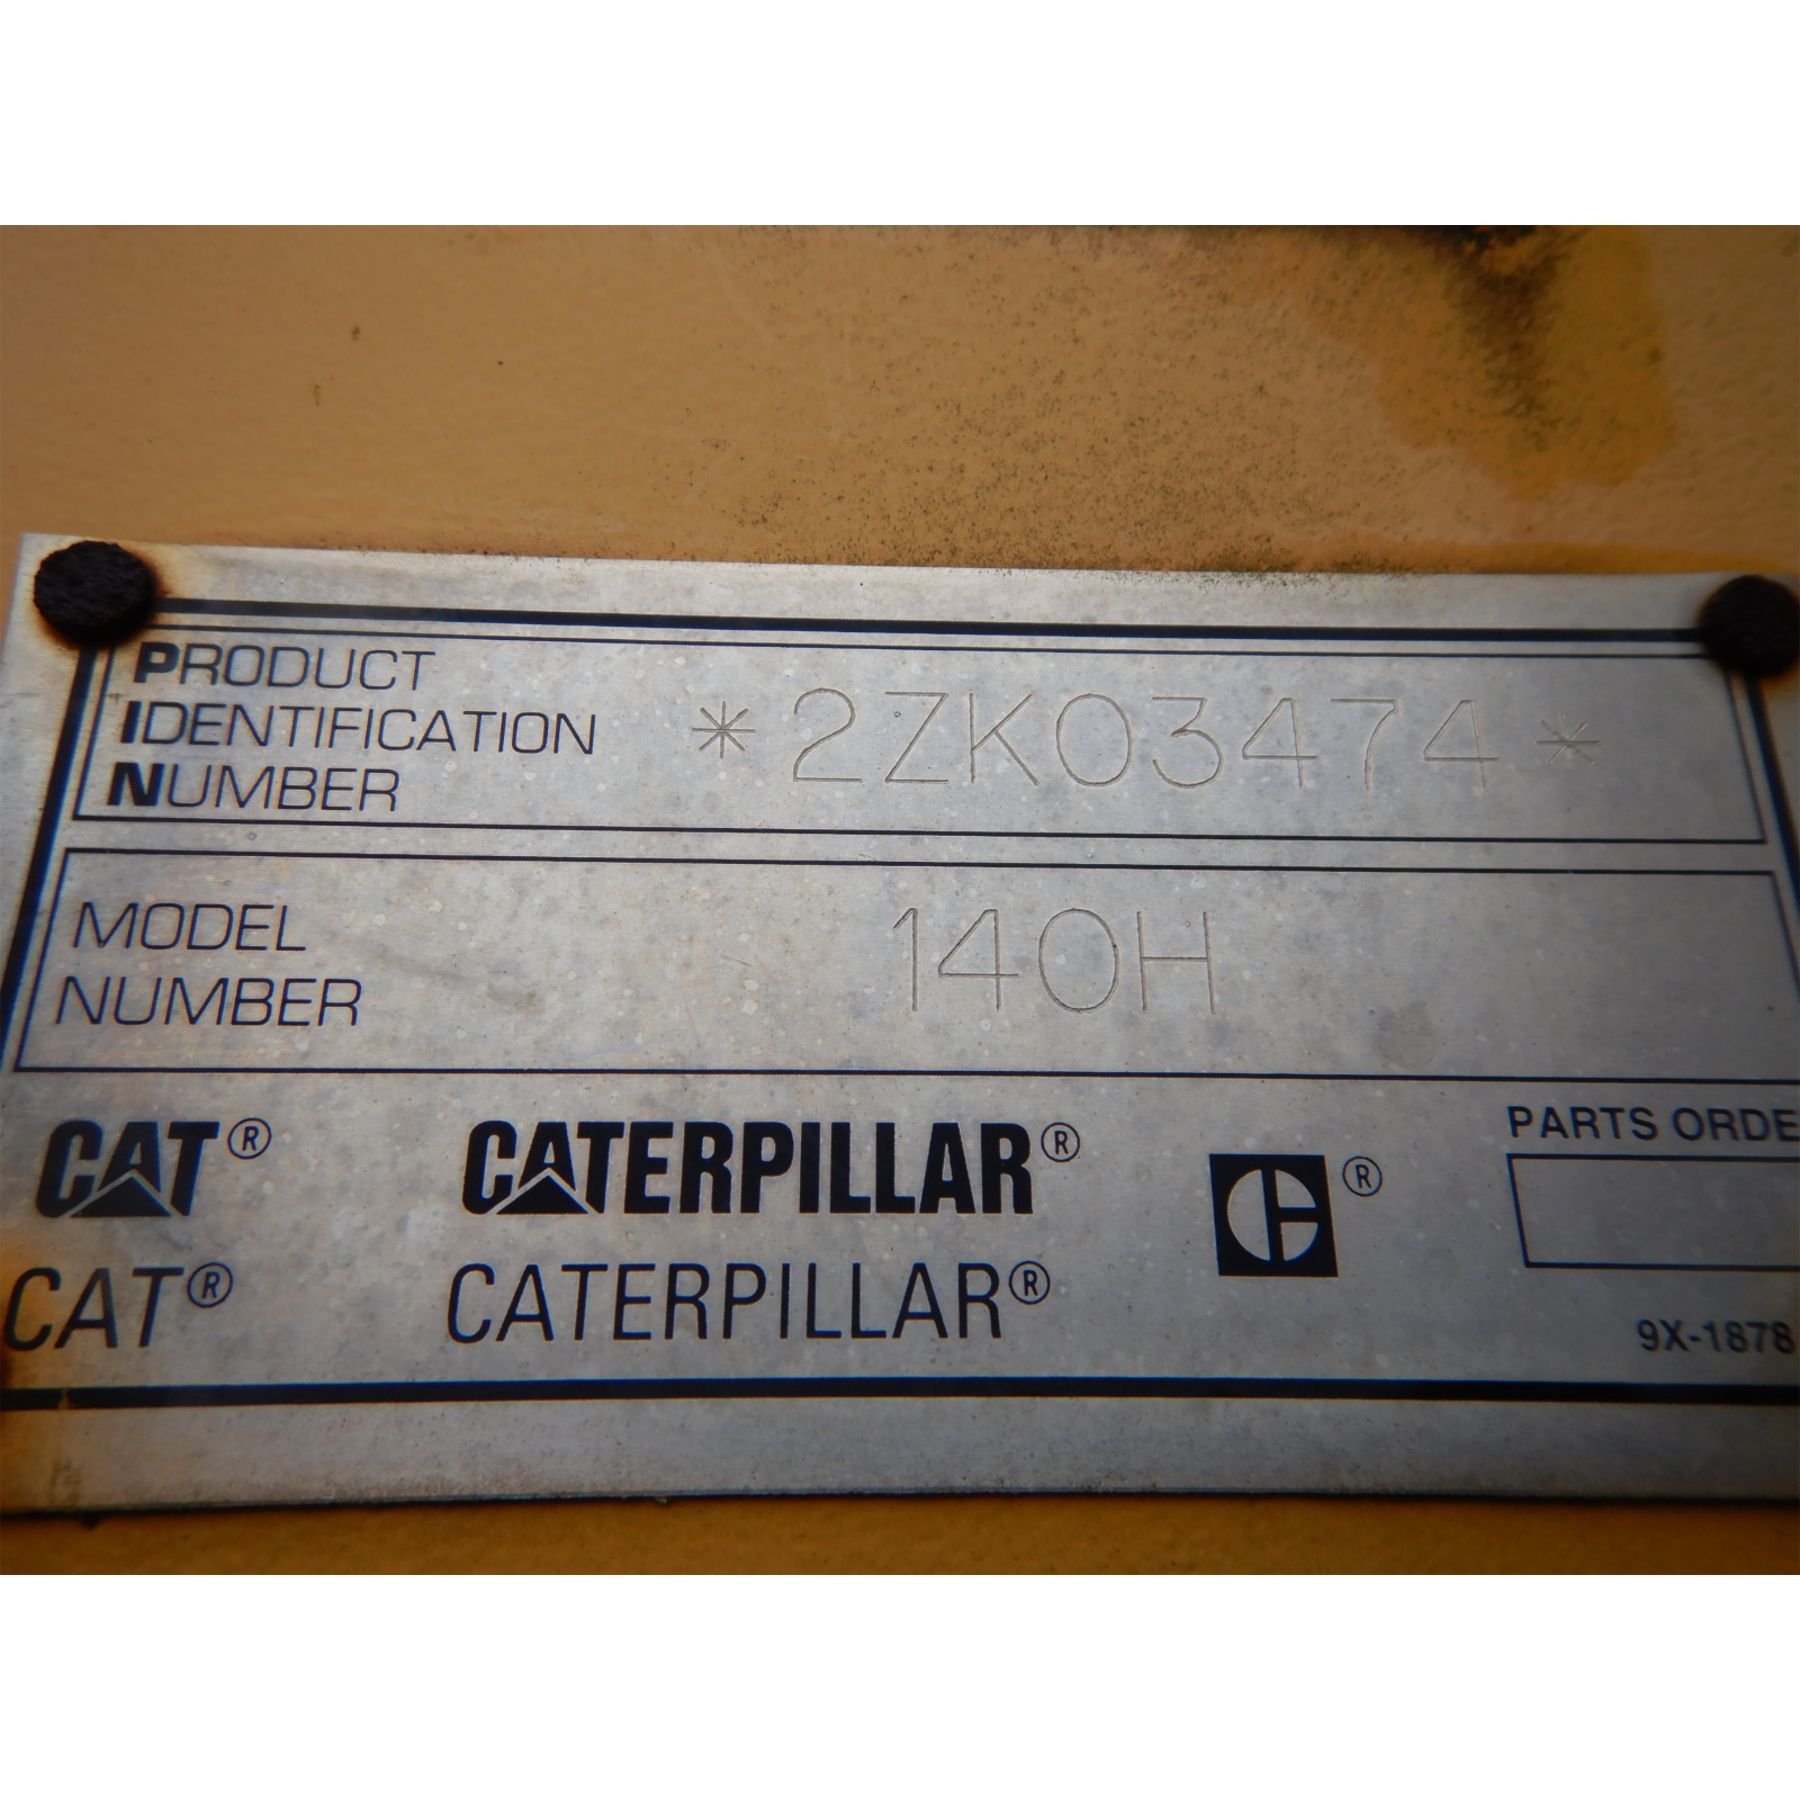 PRODUCT
IDENTIFICATION
NUMBER
*2ZK03474*
MODEL
NUMBER
140H
CAT® CATERPILLAR® ®
CAT® CATERPILLAR®
PARTS ORDE
9X-1878